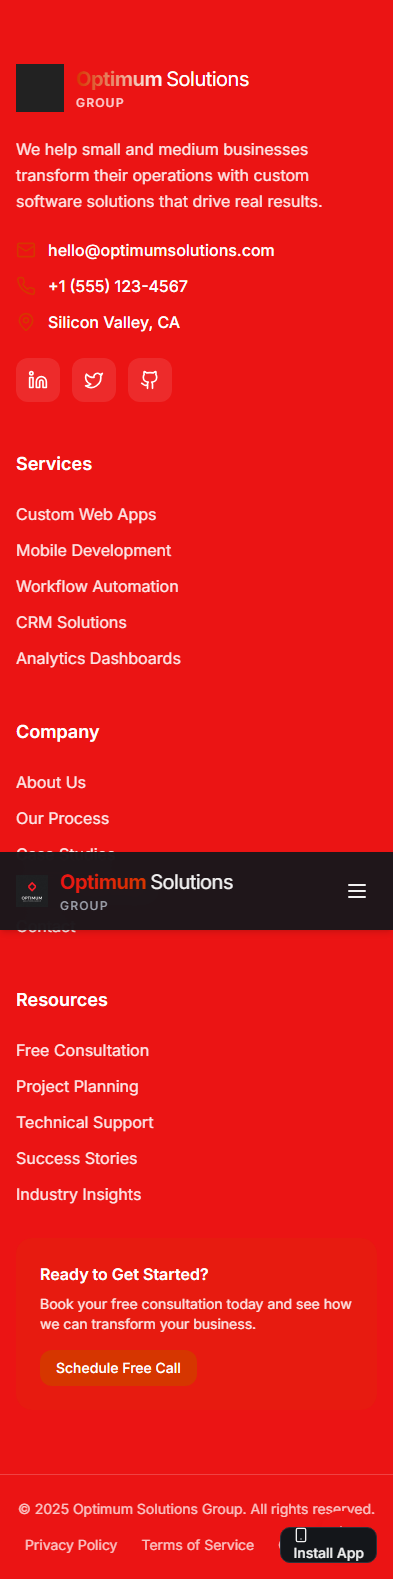 Optimum Solutions
GROUP
We help small and medium businesses
transform their operations with custom
software solutions that drive real results.
hello@optimumsolutions.com
+1 (555) 123-4567
Silicon Valley, CA
Services
Custom Web Apps
Mobile Development
Workflow Automation
CRM Solutions
Analytics Dashboards
Company
About Us
Our Process
Case Studies
OPTIMUM
Optimum Solutions
GROUP
Contact
Resources
Free Consultation
Project Planning
Technical Support
Success Stories
Industry Insights
Ready to Get Started?
Book your free consultation today and see how
we can transform your business.
Schedule Free Call
© 2025 Optimum Solutions Group. All rights reserved.
Privacy Policy Terms of Service
Install App